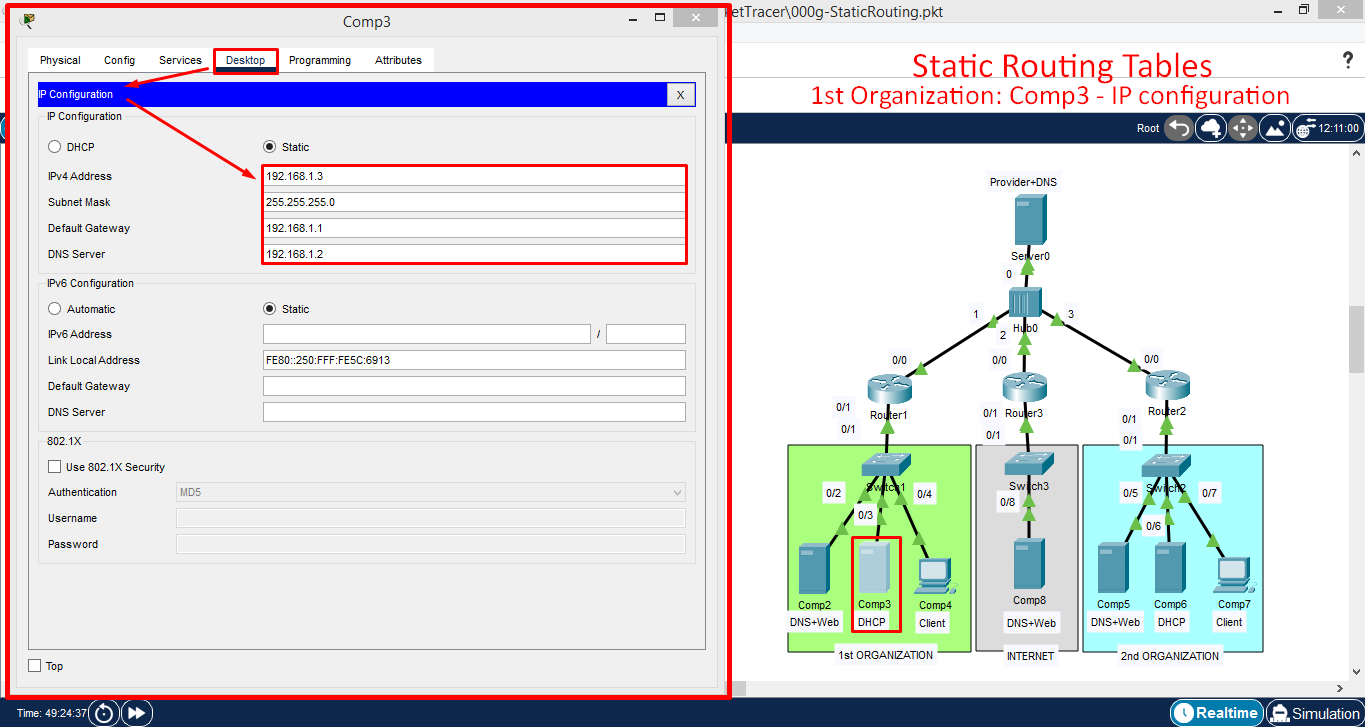 Comp3
ketTracer\000g-StaticRouting.pkt
Physical Config Services Desktop Programming Attributes
IP Configuration X
IP Configuration
DHCP Static
IPv4 Address 192.168.1.3
Subnet Mask 255.255.255.0
Default Gateway 192.168.1.1
DNS Server 192.168.1.2
IPv6 Configuration
Automatic Static
IPv6 Address /
Link Local Address FE80::250:FFF:FE5C:6913
Default Gateway
DNS Server
802.1X
Use 802.1X Security
Authentication MD5
Username
Password
Top
Time: 49:24:37
?
Static Routing Tables
1st Organization: Comp3 - IP configuration
Root 12:11:00
Provider+DNS
Server0
0
1 3
Hub0
2
0/0 0/0 0/0
Router1 Router3 Router2
0/1 0/1 0/1
0/1 0/1 0/1
Switch1 Switch3 Switch2
0/2 0/4 0/8 0/5 0/7
0/3 0/6
Comp2 Comp3 Comp4 Comp8 Comp5 Comp6 Comp7
DNS+Web DHCP Client DNS+Web DNS+Web DHCP Client
1st ORGANIZATION INTERNET 2nd ORGANIZATION
Realtime Simulation